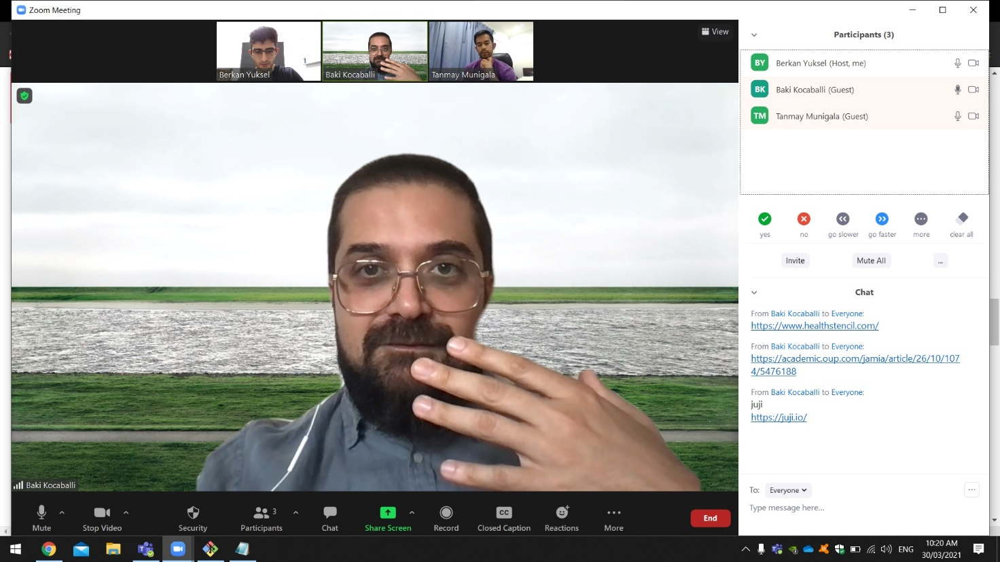 Zoom Meeting
View
Berkan Yuksel
Baki Kocaballi
Tanmay Munigala
Baki Kocaballi
Participants (3)
BY Berkan Yuksel (Host, me)
BK Baki Kocaballi (Guest)
TM Tanmay Munigala (Guest)
yes no go slower go faster more clear all
Invite Mute All ...
Chat
From Baki Kocaballi to Everyone:
https://www.healthstencil.com/
From Baki Kocaballi to Everyone:
https://academic.oup.com/jamia/article/26/10/107
4/5476188
From Baki Kocaballi to Everyone:
juji
https://juji.io/
To: Everyone
Type message here...
3
CC
Mute Stop Video Security Participants Chat Share Screen Record Closed Caption Reactions More
End
ENG
10:20 AM
30/03/2021